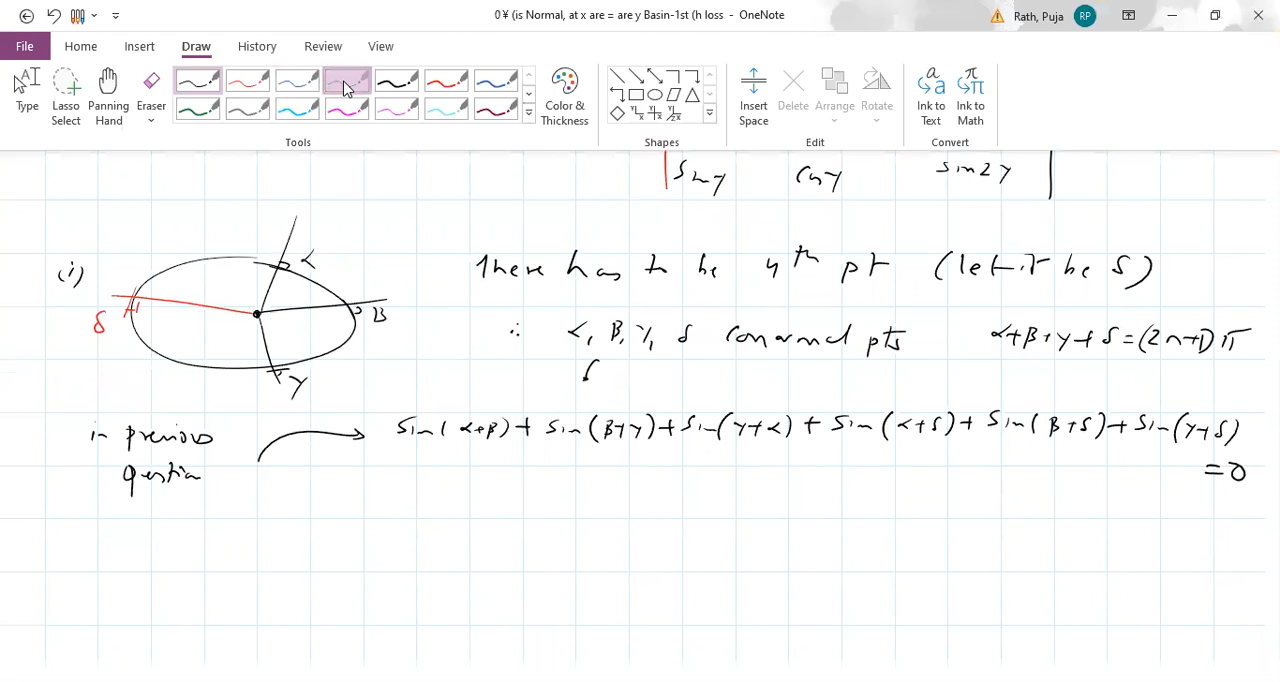 0¥ (is Normal, at x are = are y Basin-1st (h loss - OneNote
Rath, Puja RP
File Home Insert Draw History Review View
Type Lasso Select Panning Hand Eraser Color & Thickness Insert Space Delete Arrange Rotate Ink to Text Ink to Math
Tools Shapes Edit Convert
sin γ cos γ sin 2γ
(i) α β γ δ
There has to be 4th pt (let it be δ)
∴ α, β, γ, δ conormal pts α+β+γ+δ=(2n+1)π
in previous question
sin(α+β)+ sin(β+γ)+sin(γ+α)+ sin(α+δ)+ sin(β+δ)+sin(γ+δ)
=0